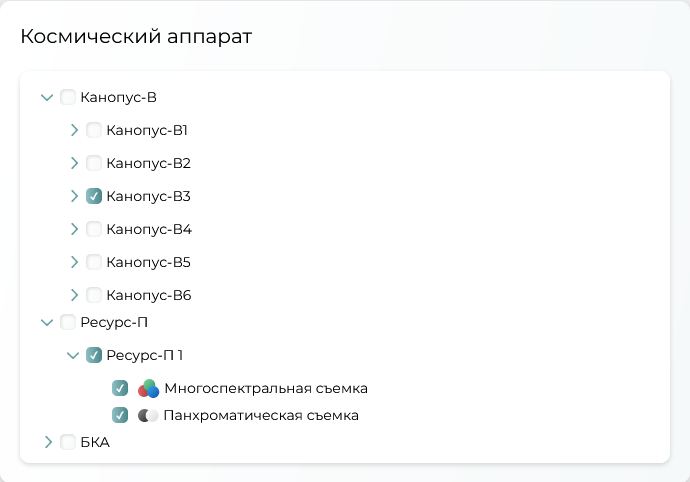 Космический аппарат
Канопус-В
Канопус-В1
Канопус-В2
Канопус-В3
Канопус-В4
Канопус-В5
Канопус-В6
Ресурс-П
Ресурс-П 1
Многоспектральная съемка
Панхроматическая съемка
БКА